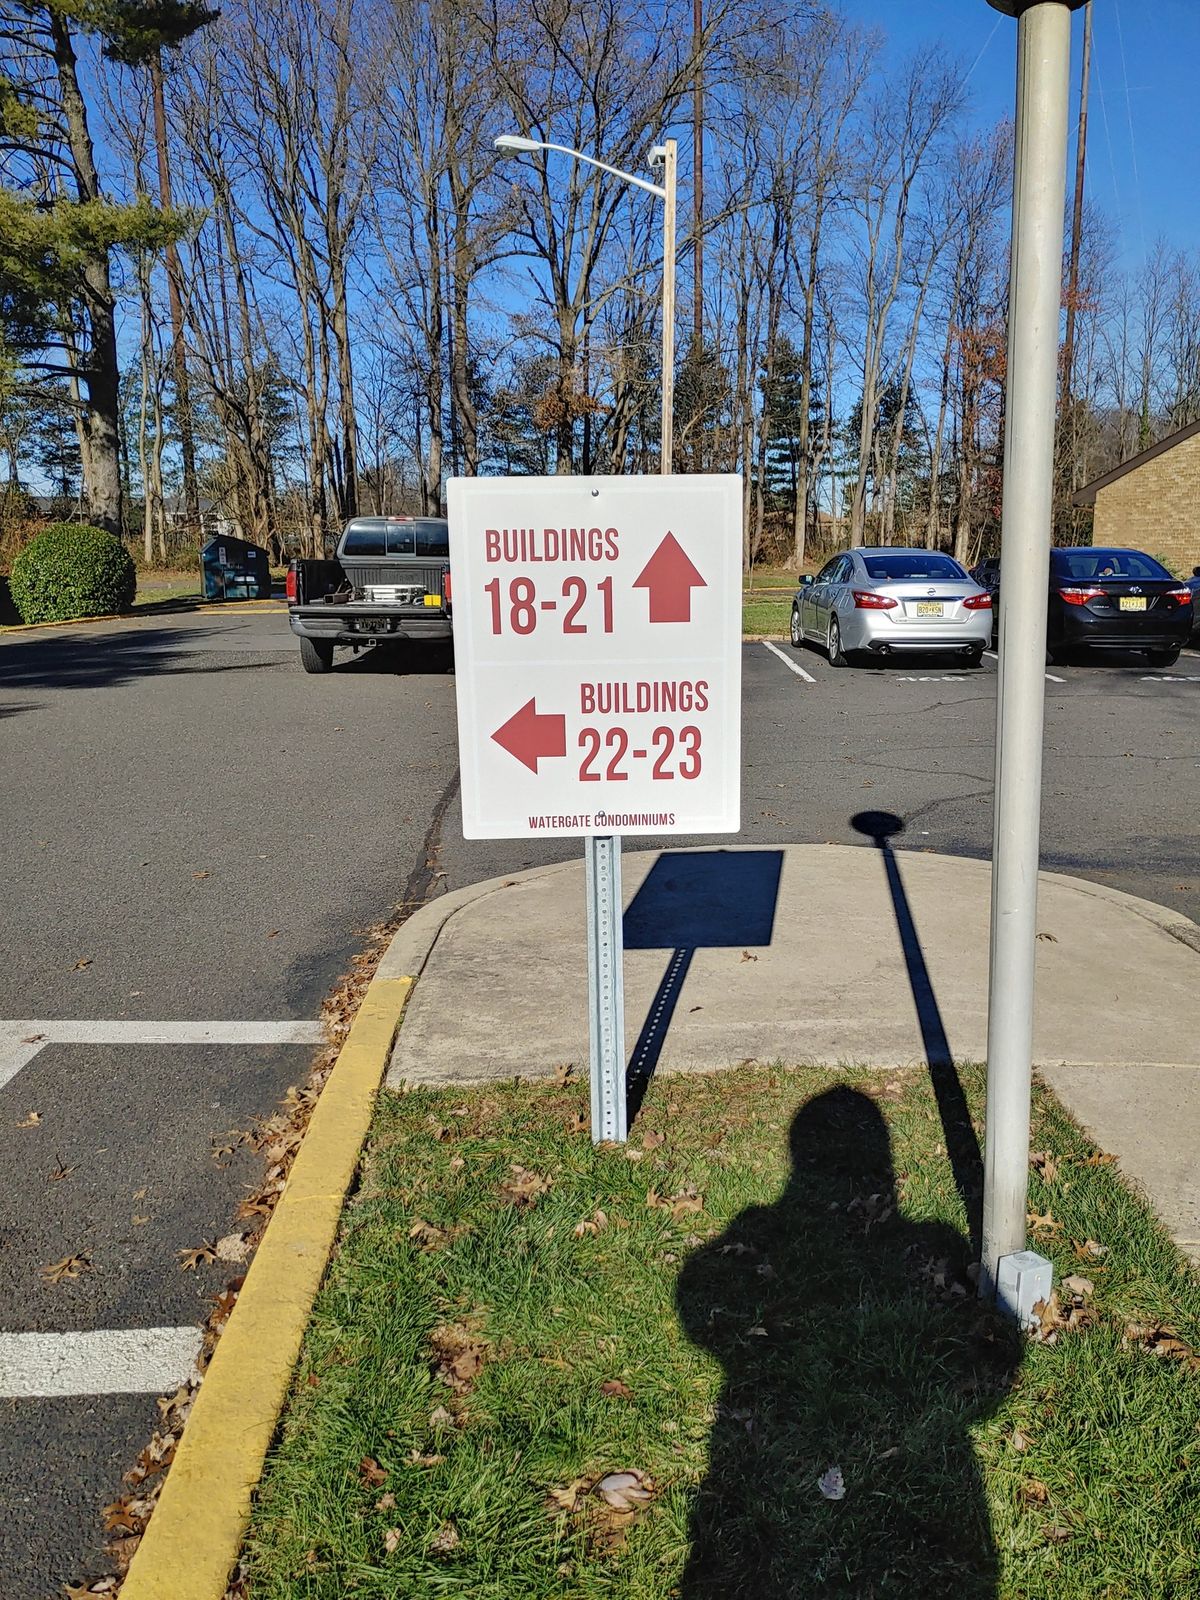 BUILDINGS
18-21
BUILDINGS
22-23
WATERGATE CONDOMINIUMS